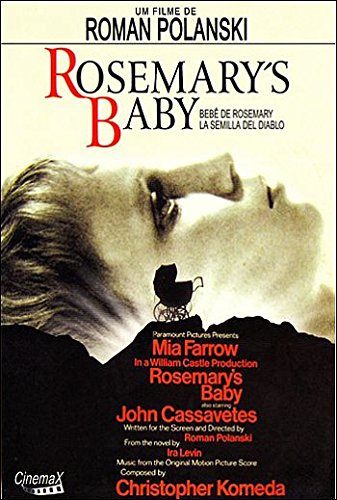 UM FILME DE
ROMAN POLANSKI
ROSEMARY'S
BABY
BEBÊ DE ROSEMARY
LA SEMILLA DEL DIABLO
Paramount Pictures Presents
Mia Farrow
In a William Castle Production
Rosemary's
Baby
also starring
John Cassavetes
Written for the Screen and Directed by
Roman Polanski
From the novel by
Ira Levin
Music from the Original Motion Picture Score
Composed by
Christopher Komeda
CinemaX